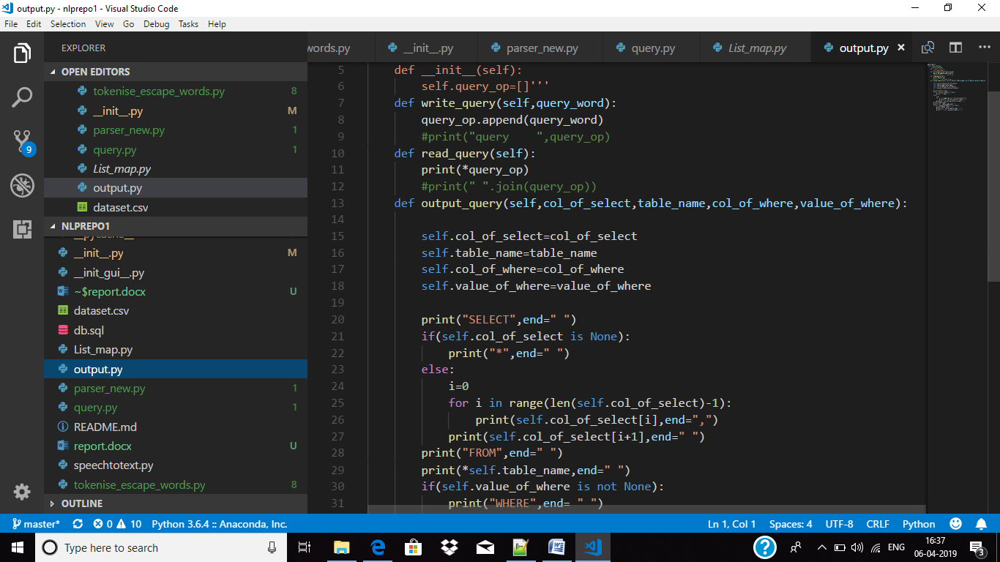 output.py - nlprepo1 - Visual Studio Code
File Edit Selection View Go Debug Tasks Help
EXPLORER
OPEN EDITORS
tokenise_escape_words.py 8
__init__.py M
parser_new.py 1
query.py 1
List_map.py
output.py
dataset.csv
NLPREPO1
__pycache__
__init__.py M
__init_gui__.py
~$report.docx U
dataset.csv
db.sql
List_map.py
output.py
parser_new.py 1
query.py 1
README.md
report.docx U
speechtotext.py
tokenise_escape_words.py 8
OUTLINE
9
words.py __init__.py parser_new.py query.py List_map.py output.py
5 def __init__(self):
6 self.query_op=[]'''
7 def write_query(self,query_word):
8 query_op.append(query_word)
9 #print("query    ",query_op)
10 def read_query(self):
11 print(*query_op)
12 #print(" ".join(query_op))
13 def output_query(self,col_of_select,table_name,col_of_where,value_of_where):
14
15 self.col_of_select=col_of_select
16 self.table_name=table_name
17 self.col_of_where=col_of_where
18 self.value_of_where=value_of_where
19
20 print("SELECT",end=" ")
21 if(self.col_of_select is None):
22 print("*",end=" ")
23 else:
24 i=0
25 for i in range(len(self.col_of_select)-1):
26 print(self.col_of_select[i],end=",")
27 print(self.col_of_select[i+1],end=" ")
28 print("FROM",end=" ")
29 print(*self.table_name,end=" ")
30 if(self.value_of_where is not None):
31 print("WHERE",end= " ")
master* 0 10 Python 3.6.4 :: Anaconda, Inc. Ln 1, Col 1 Spaces: 4 UTF-8 CRLF Python
Type here to search
ENG
16:37
06-04-2019
3